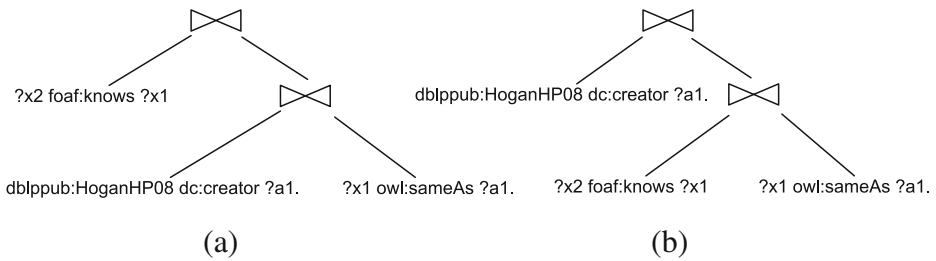 ?x2 foaf:knows ?x1
dblppub:HoganHP08 dc:creator ?a1.
?x1 owl:sameAs ?a1.
(a)
dblppub:HoganHP08 dc:creator ?a1.
?x2 foaf:knows ?x1
?x1 owl:sameAs ?a1.
(b)